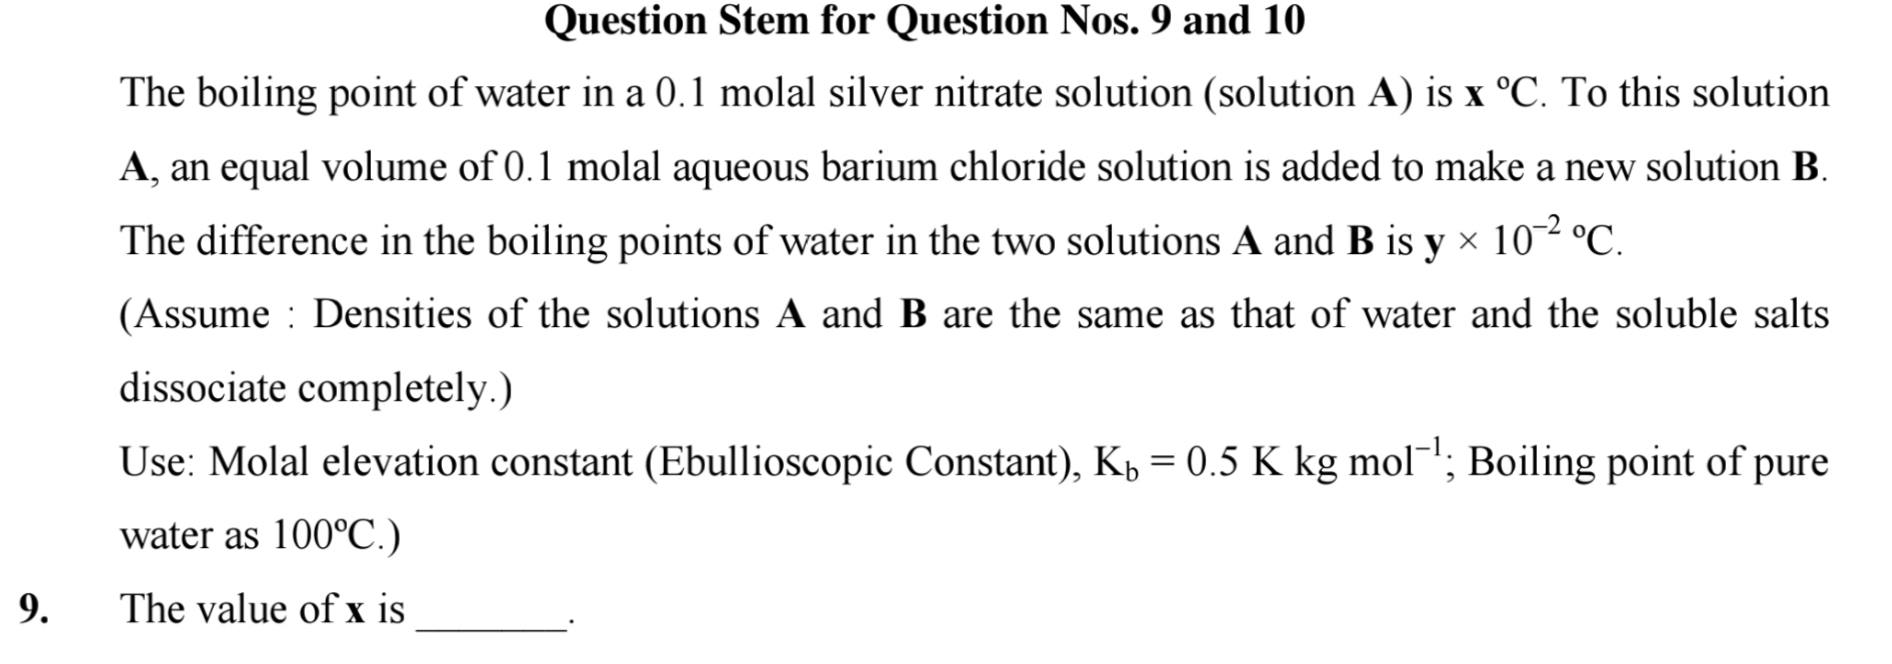 Question Stem for Question Nos. 9 and 10
The boiling point of water in a 0.1 molal silver nitrate solution (solution A) is x ºC. To this solution
A, an equal volume of 0.1 molal aqueous barium chloride solution is added to make a new solution B.
The difference in the boiling points of water in the two solutions A and B is y × 10⁻² ºC.
(Assume : Densities of the solutions A and B are the same as that of water and the soluble salts
dissociate completely.)
Use: Molal elevation constant (Ebullioscopic Constant), K_b = 0.5 K kg mol⁻¹; Boiling point of pure
water as 100ºC.)
9. The value of x is _______.